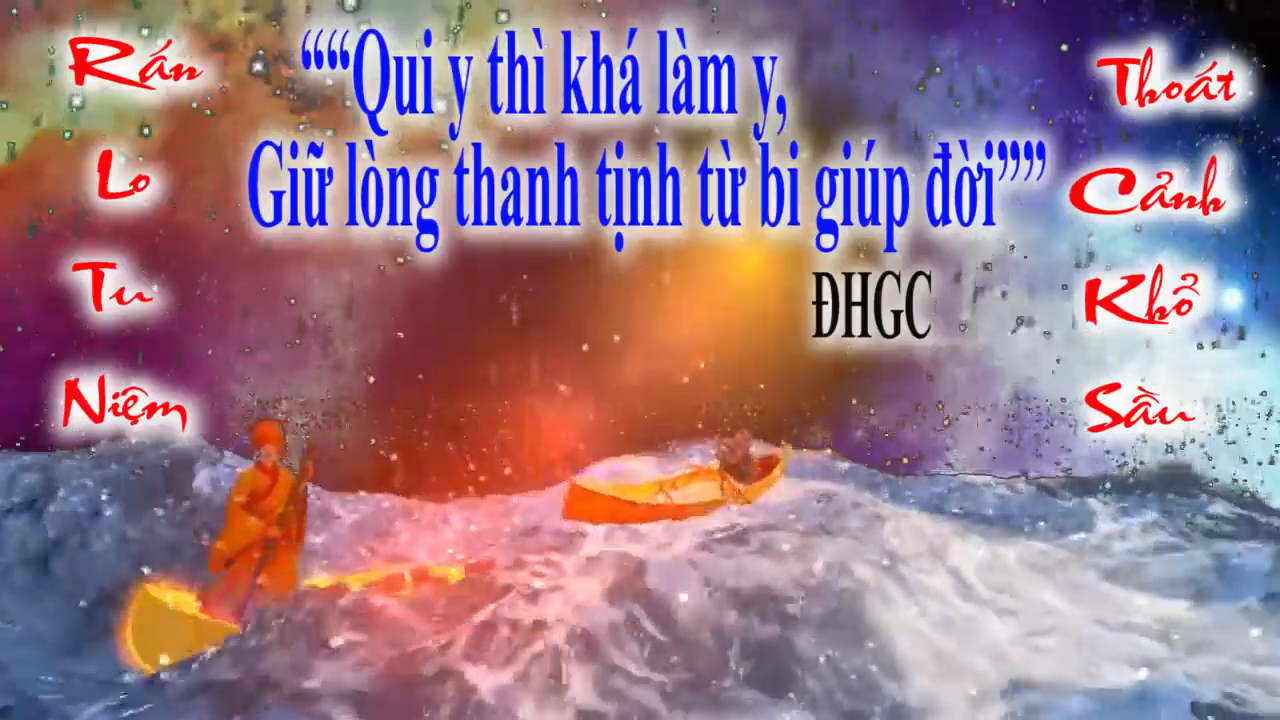 Rán
Lo
Tu
Niệm
““Qui y thì khá làm y,
Giữ lòng thanh tịnh từ bi giúp đời””
ĐHGC
Thoát
Cảnh
Khổ
Sầu